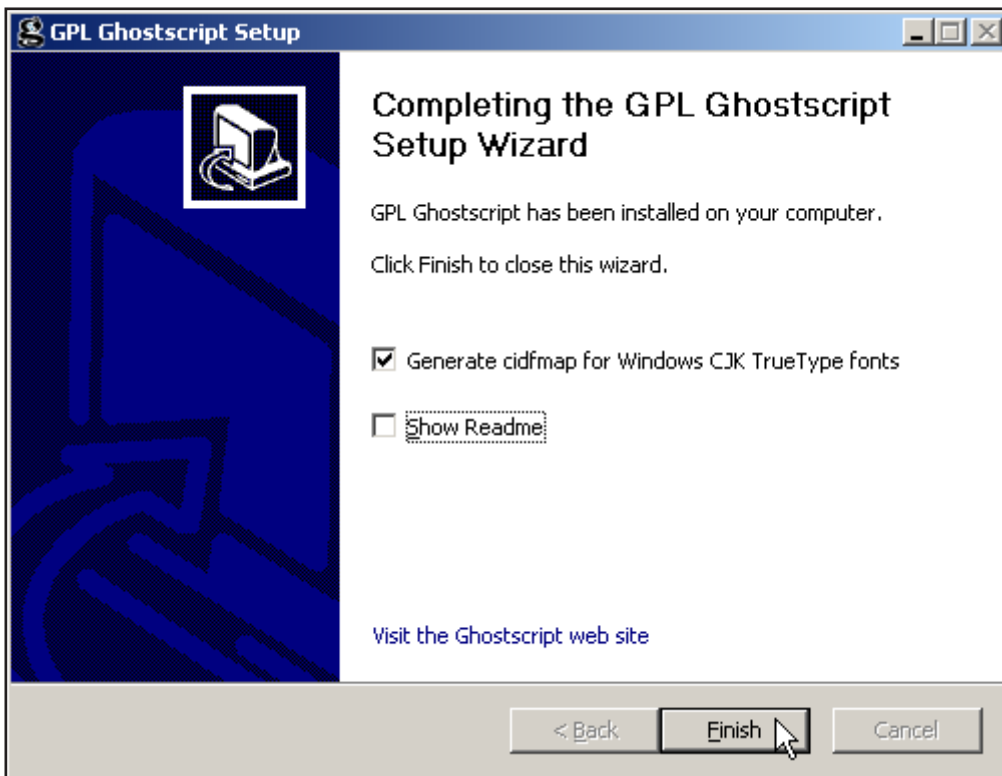 GPL Ghostscript Setup
Completing the GPL Ghostscript
Setup Wizard
GPL Ghostscript has been installed on your computer.
Click Finish to close this wizard.
Generate cidfmap for Windows CJK TrueType fonts
Show Readme
Visit the Ghostscript web site
< Back Finish Cancel